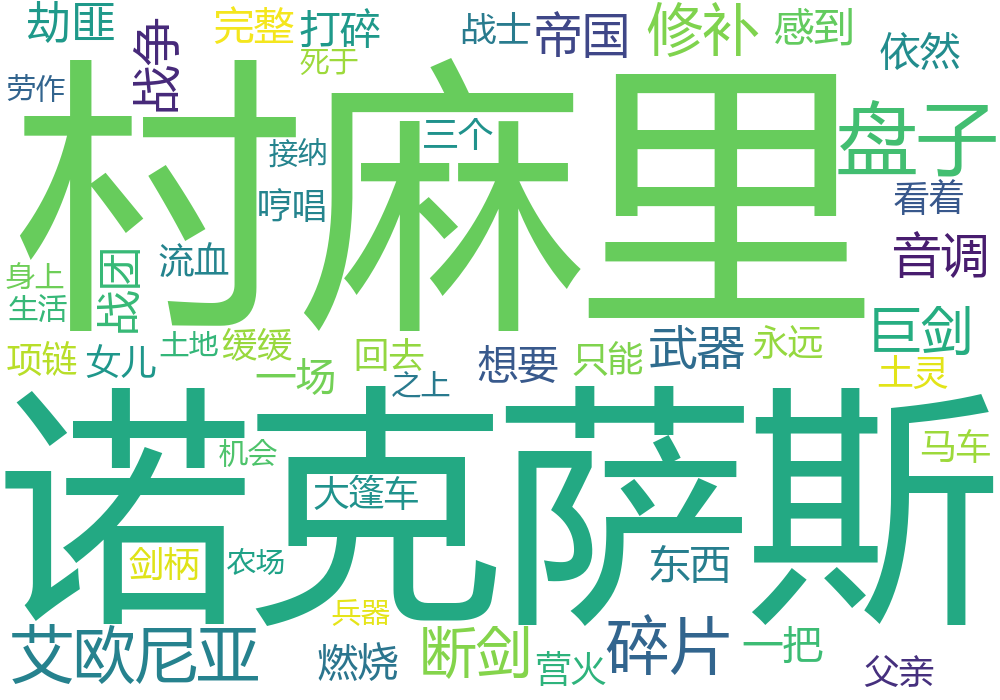 劫匪
战争
完整
打碎
死于
战士
帝国
修补
感到
依然
劳作
村麻里
三个
接纳
哼唱
盘子
看着
音调
身上
生活
战团
流血
项链
女儿
土地
缓缓
一场
回去
之上
想要
只能
武器
永远
巨剑
土灵
诺克萨斯
机会
大篷车
马车
剑柄
农场
东西
兵器
艾欧尼亚
燃烧
断剑
营火
碎片
一把
父亲